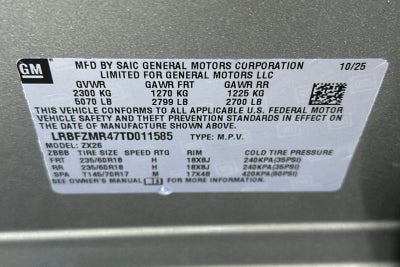 GM
MFD BY SAIC GENERAL MOTORS CORPORATION 10/25
LIMITED FOR GENERAL MOTORS LLC
GVWR GAWR FRT GAWR RR
2300 KG 1270 KG 1225 KG
5070 LB 2799 LB 2700 LB
THIS VEHICLE CONFORMS TO ALL APPLICABLE U.S. FEDERAL MOTOR
VEHICLE SAFETY AND THEFT PREVENTION STANDARDS IN EFFECT
ON THE DATE OF MANUFACTURE SHOWN ABOVE.
LRBFZMR47TD011585 TYPE: M.P.V.
MODEL: ZX26
ZBBB TIRE SIZE SPEED RTG RIM COLD TIRE PRESSURE
FRT 235/60R18 H 18X8J 240KPA(35PSI)
RR 235/60R18 H 18X8J 240KPA(35PSI)
SPA T145/70R17 M 17X4B 420KPA(60PSI)
SEE OWNER'S MANUAL FOR MORE INFORMATION